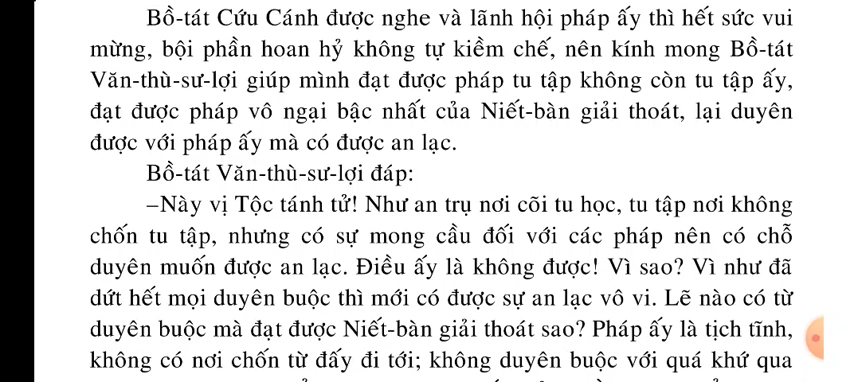 Bồ-tát Cứu Cánh được nghe và lãnh hội pháp ấy thì hết sức vui
mừng, bội phần hoan hỷ không tự kiềm chế, nên kính mong Bồ-tát
Văn-thù-sư-lợi giúp mình đạt được pháp tu tập không còn tu tập ấy,
đạt được pháp vô ngại bậc nhất của Niết-bàn giải thoát, lại duyên
được với pháp ấy mà có được an lạc.
Bồ-tát Văn-thù-sư-lợi đáp:
–Này vị Tộc tánh tử! Như an trụ nơi cõi tu học, tu tập nơi không
chốn tu tập, nhưng có sự mong cầu đối với các pháp nên có chỗ
duyên muốn được an lạc. Điều ấy là không được! Vì sao? Vì như đã
dứt hết mọi duyên buộc thì mới có được sự an lạc vô vi. Lẽ nào có từ
duyên buộc mà đạt được Niết-bàn giải thoát sao? Pháp ấy là tịch tĩnh,
không có nơi chốn từ đấy đi tới; không duyên buộc với quá khứ qua